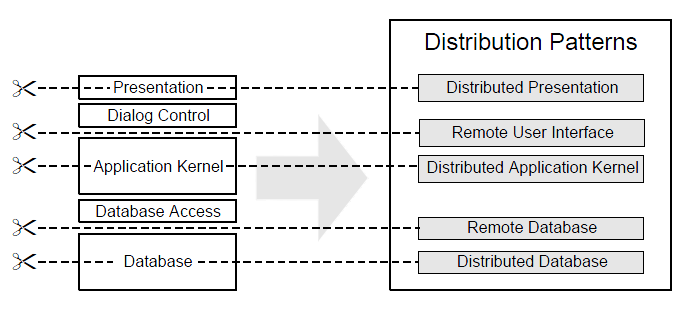 Distribution Patterns
Presentation
Distributed Presentation
Dialog Control
Remote User Interface
Application Kernel
Distributed Application Kernel
Database Access
Remote Database
Database
Distributed Database